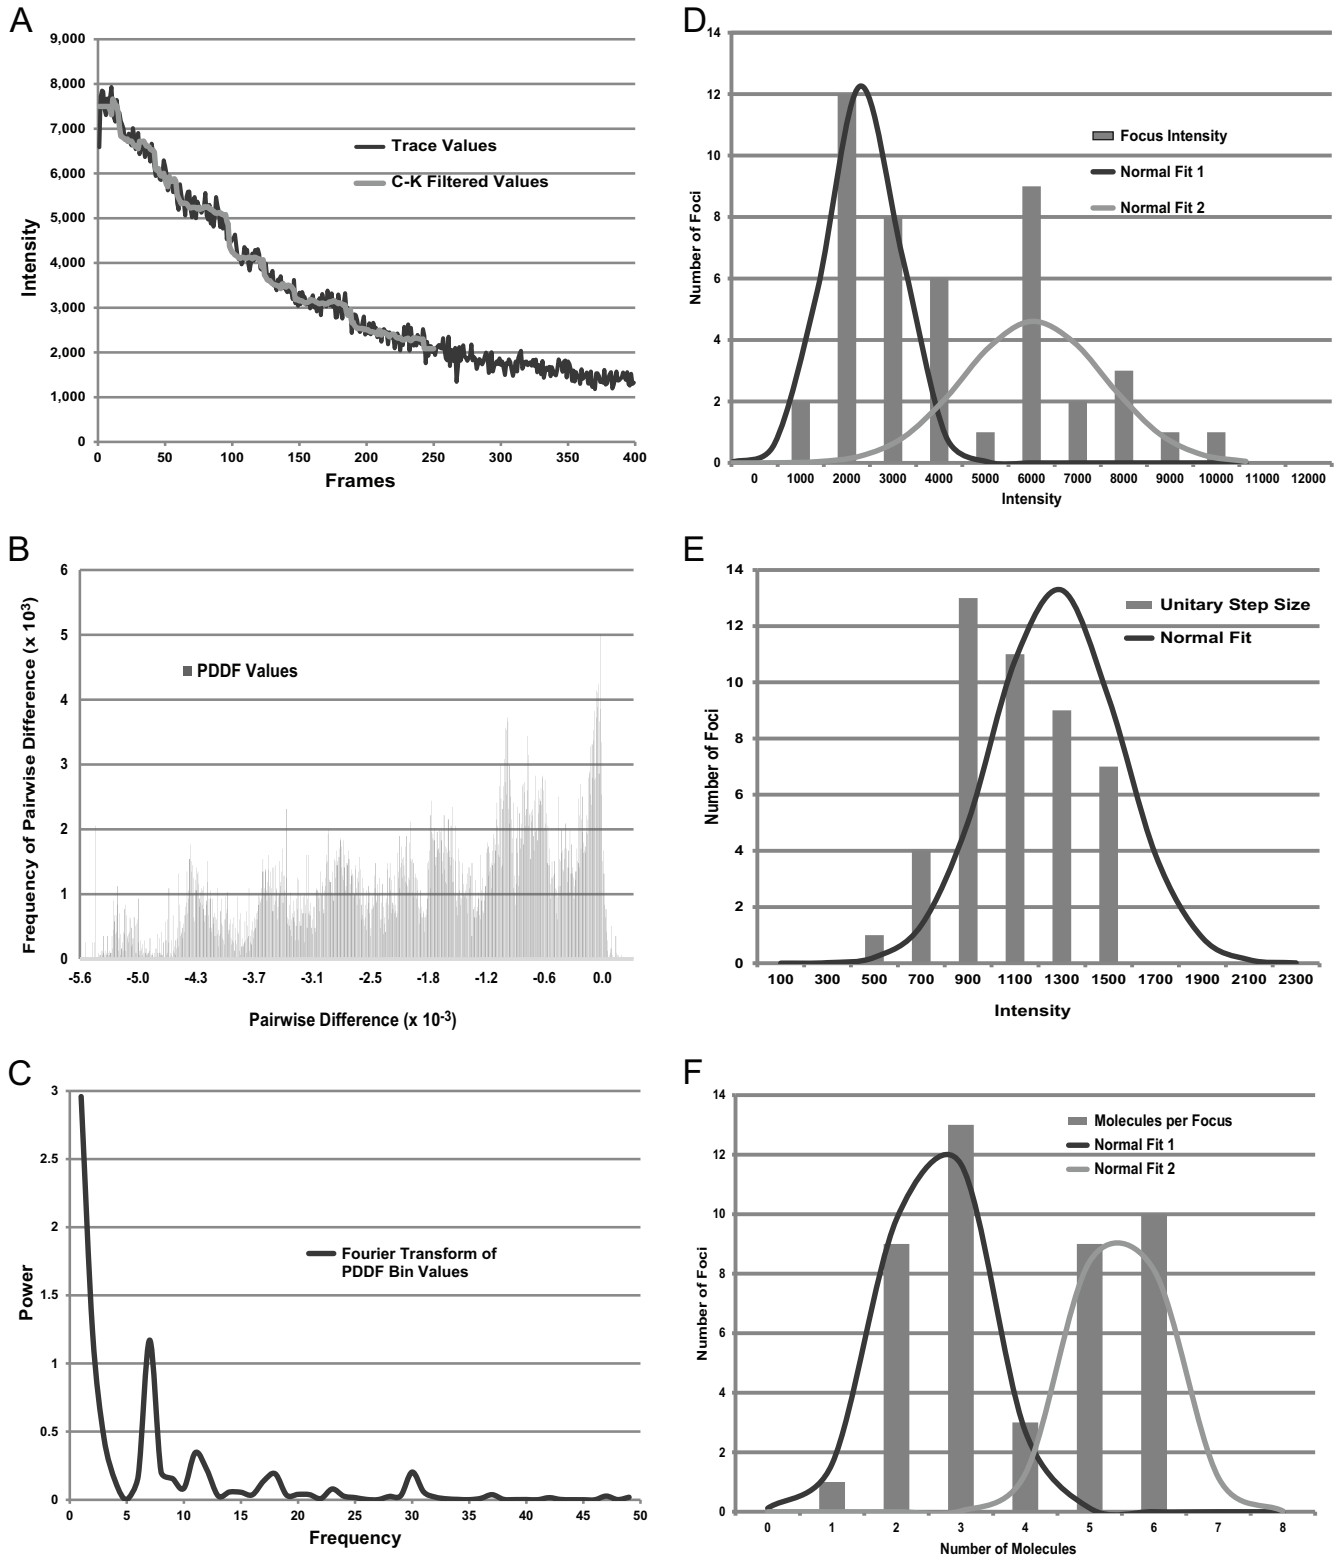 A
9,000
8,000
7,000
6,000
5,000
4,000
3,000
2,000
1,000
0
Intensity
Trace Values
C-K Filtered Values
0 50 100 150 200 250 300 350 400
Frames
B
6
5
4
3
2
1
0
Frequency of Pairwise Difference (x 10³)
PDDF Values
-5.6 -5.0 -4.3 -3.7 -3.1 -2.5 -1.8 -1.2 -0.6 0.0
Pairwise Difference (x 10⁻³)
C
3
2.5
2
1.5
1
0.5
0
Power
Fourier Transform of
PDDF Bin Values
0 5 10 15 20 25 30 35 40 45 50
Frequency
D
14
12
10
8
6
4
2
0
Number of Foci
Focus Intensity
Normal Fit 1
Normal Fit 2
0 1000 2000 3000 4000 5000 6000 7000 8000 9000 10000 11000 12000
Intensity
E
14
12
10
8
6
4
2
0
Number of Foci
Unitary Step Size
Normal Fit
100 300 500 700 900 1100 1300 1500 1700 1900 2100 2300
Intensity
F
14
12
10
8
6
4
2
0
Number of Foci
Molecules per Focus
Normal Fit 1
Normal Fit 2
0 1 2 3 4 5 6 7 8
Number of Molecules